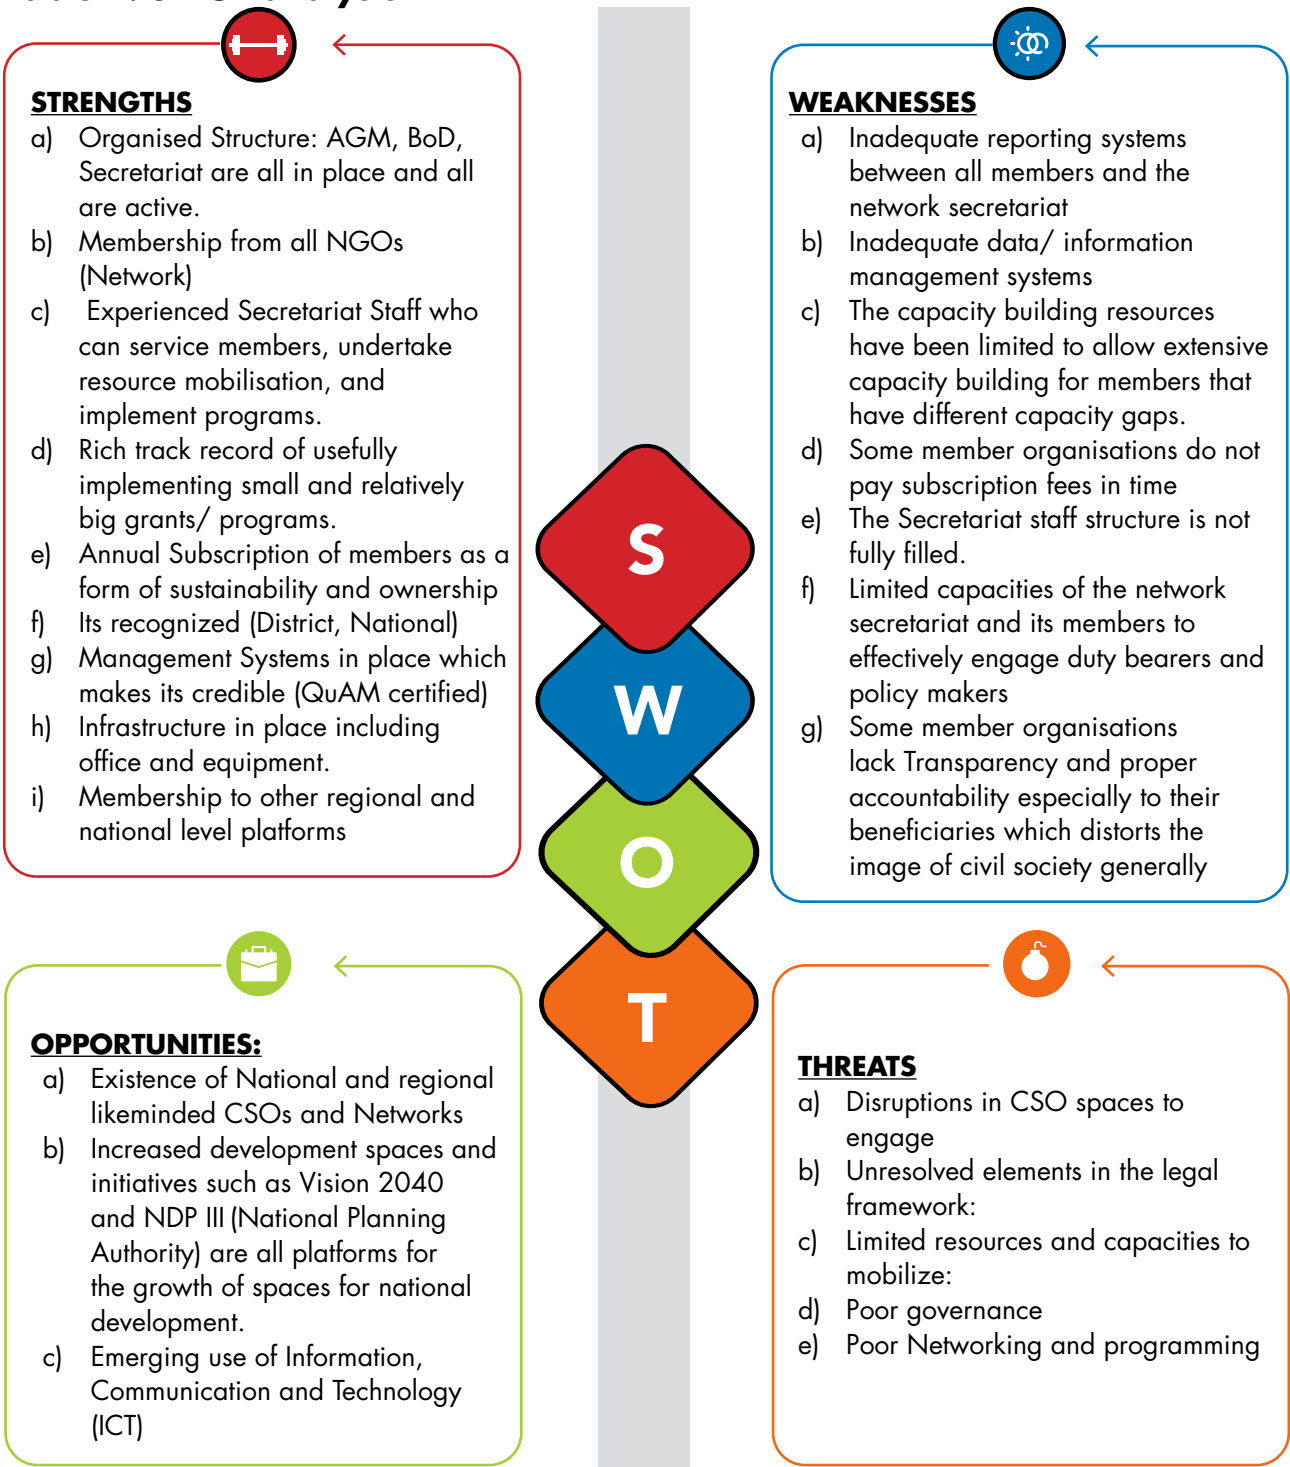 STRENGTHS
a) Organised Structure: AGM, BoD,
Secretariat are all in place and all
are active.
b) Membership from all NGOs
(Network)
c) Experienced Secretariat Staff who
can service members, undertake
resource mobilisation, and
implement programs.
d) Rich track record of usefully
implementing small and relatively
big grants/ programs.
e) Annual Subscription of members as a
form of sustainability and ownership
f) Its recognized (District, National)
g) Management Systems in place which
makes its credible (QuAM certified)
h) Infrastructure in place including
office and equipment.
i) Membership to other regional and
national level platforms
WEAKNESSES
a) Inadequate reporting systems
between all members and the
network secretariat
b) Inadequate data/ information
management systems
c) The capacity building resources
have been limited to allow extensive
capacity building for members that
have different capacity gaps.
d) Some member organisations do not
pay subscription fees in time
e) The Secretariat staff structure is not
fully filled.
f) Limited capacities of the network
secretariat and its members to
effectively engage duty bearers and
policy makers
g) Some member organisations
lack Transparency and proper
accountability especially to their
beneficiaries which distorts the
image of civil society generally
S
W
O
T
OPPORTUNITIES:
a) Existence of National and regional
likeminded CSOs and Networks
b) Increased development spaces and
initiatives such as Vision 2040
and NDP III (National Planning
Authority) are all platforms for
the growth of spaces for national
development.
c) Emerging use of Information,
Communication and Technology
(ICT)
THREATS
a) Disruptions in CSO spaces to
engage
b) Unresolved elements in the legal
framework:
c) Limited resources and capacities to
mobilize:
d) Poor governance
e) Poor Networking and programming